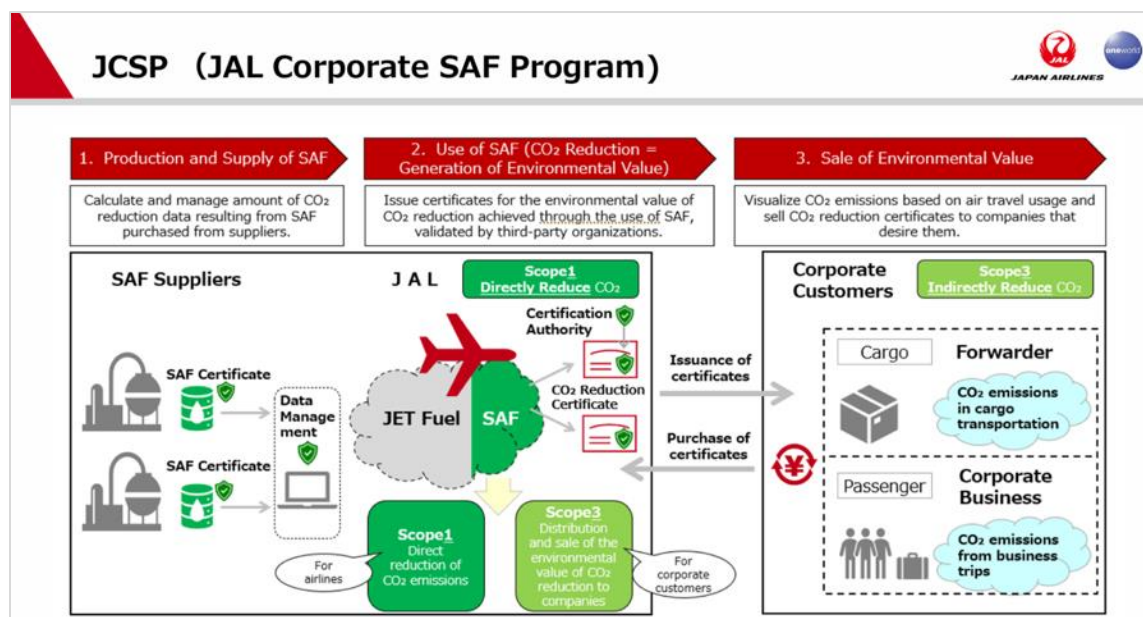 JCSP （JAL Corporate SAF Program)
JAL
JAPAN AIRLINES
oneworld
1. Production and Supply of SAF
2. Use of SAF (CO₂ Reduction =
Generation of Environmental Value)
3. Sale of Environmental Value
Calculate and manage amount of CO₂
reduction data resulting from SAF
purchased from suppliers.
Issue certificates for the environmental value of
CO₂ reduction achieved through the use of SAF,
validated by third-party organizations.
Visualize CO₂ emissions based on air travel usage and
sell CO₂ reduction certificates to companies that
desire them.
SAF Suppliers
SAF Certificate
SAF Certificate
Data
Manage
ment
JAL
Scope1
Directly Reduce CO₂
Certification
Authority
JET Fuel
SAF
CO₂ Reduction
Certificate
Scope1
Direct
reduction of
CO₂ emissions
For
airlines
Scope3
Distribution
and sale of the
environmental
value of CO₂
reduction to
companies
For
corporate
customers
Issuance of
certificates
Purchase of
certificates
¥
Corporate
Customers
Scope3
Indirectly Reduce CO₂
Cargo
Forwarder
CO₂ emissions
in cargo
transportation
Passenger
Corporate
Business
CO₂ emissions
from business
trips